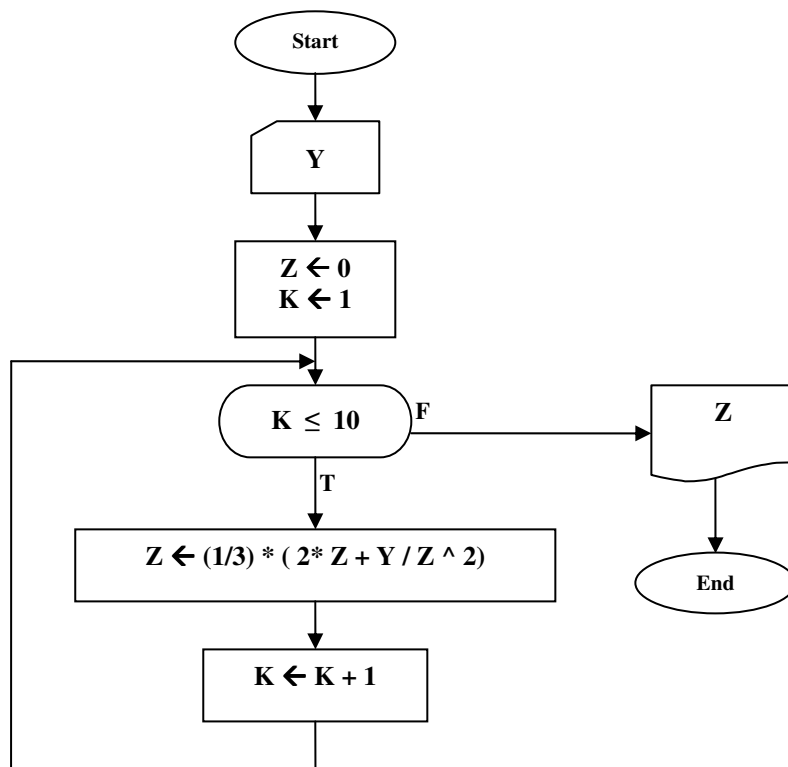 Start
Y
Z ← 0
K ← 1
K ≤ 10
F
Z
T
Z ← (1/3) * ( 2* Z + Y / Z ^ 2)
End
K ← K + 1